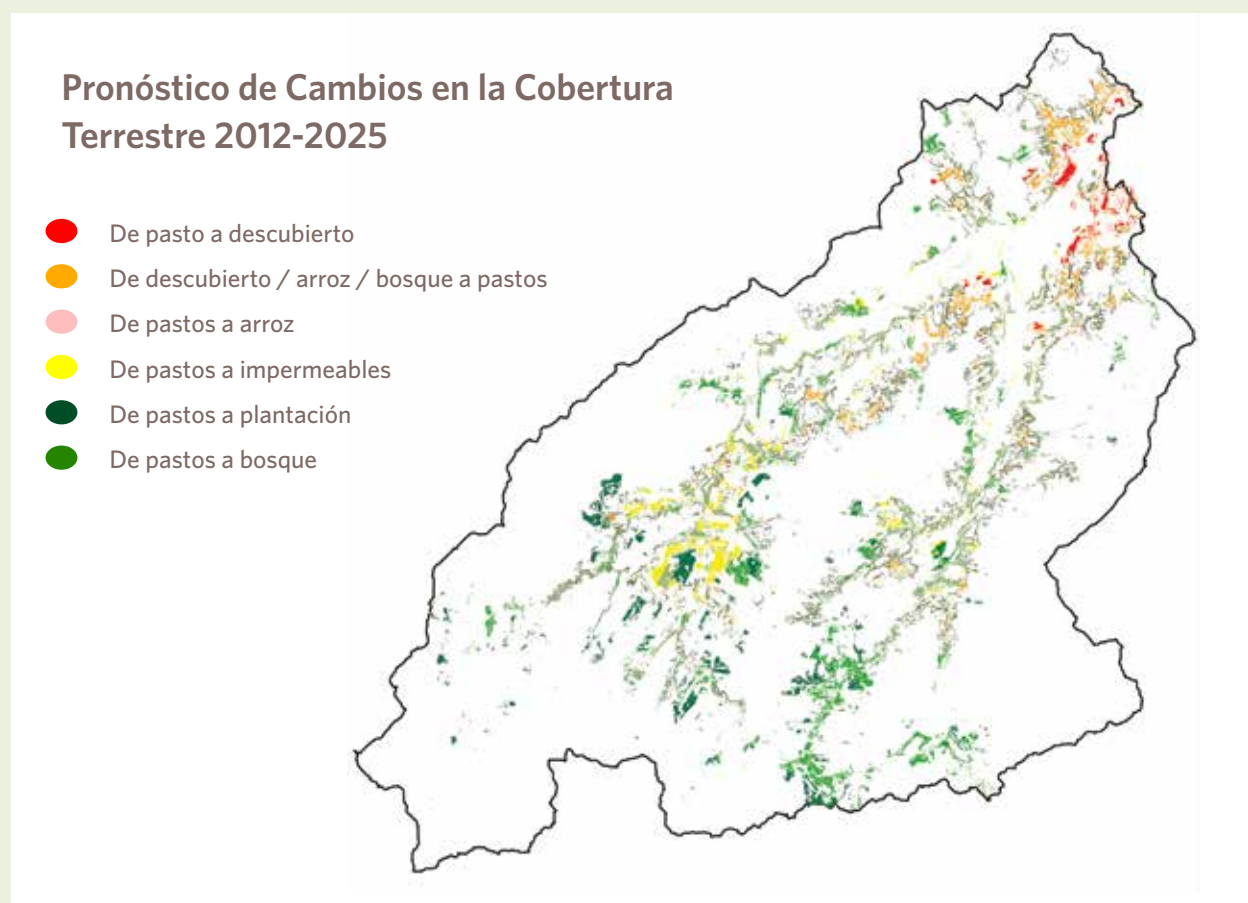 Pronóstico de Cambios en la Cobertura
Terrestre 2012-2025
De pasto a descubierto
De descubierto / arroz / bosque a pastos
De pastos a arroz
De pastos a impermeables
De pastos a plantación
De pastos a bosque